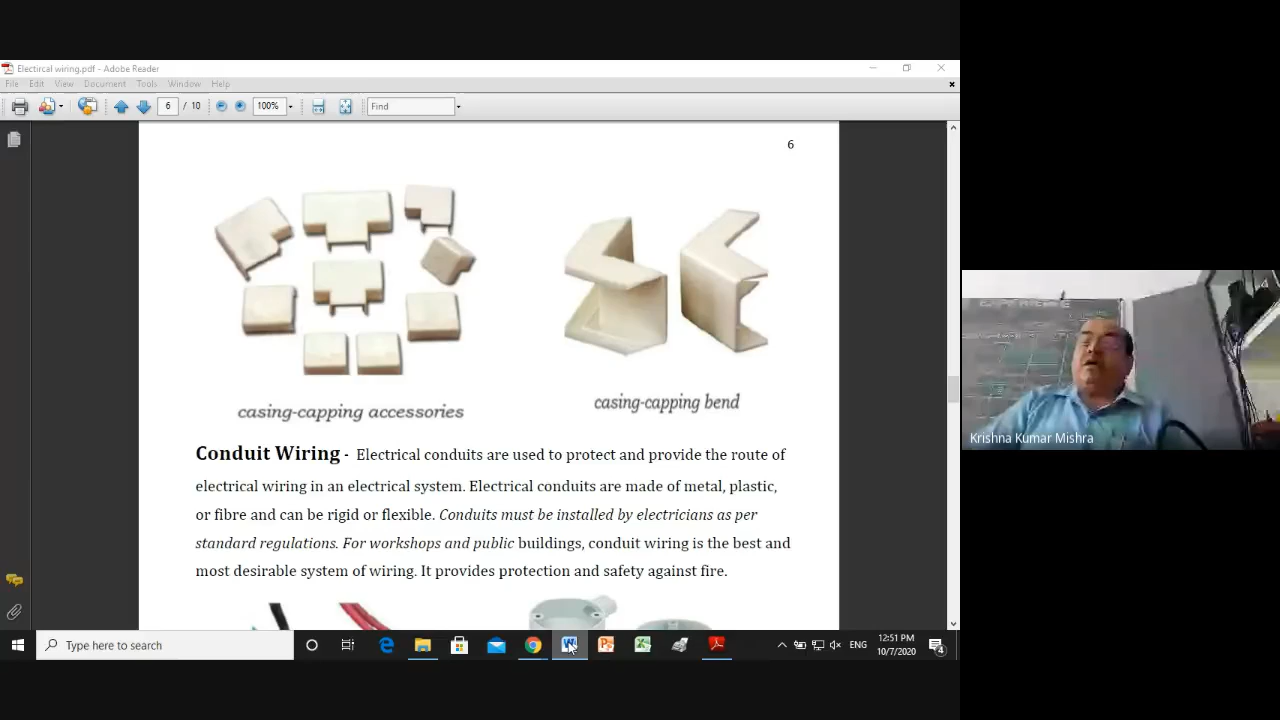 Electircal wiring.pdf - Adobe Reader
File Edit View Document Tools Window Help
6 / 10 100% Find
6
casing-capping accessories
casing-capping bend
Conduit Wiring - Electrical conduits are used to protect and provide the route of
electrical wiring in an electrical system. Electrical conduits are made of metal, plastic,
or fibre and can be rigid or flexible. Conduits must be installed by electricians as per
standard regulations. For workshops and public buildings, conduit wiring is the best and
most desirable system of wiring. It provides protection and safety against fire.
Krishna Kumar Mishra
Type here to search
ENG
12:51 PM
10/7/2020
4